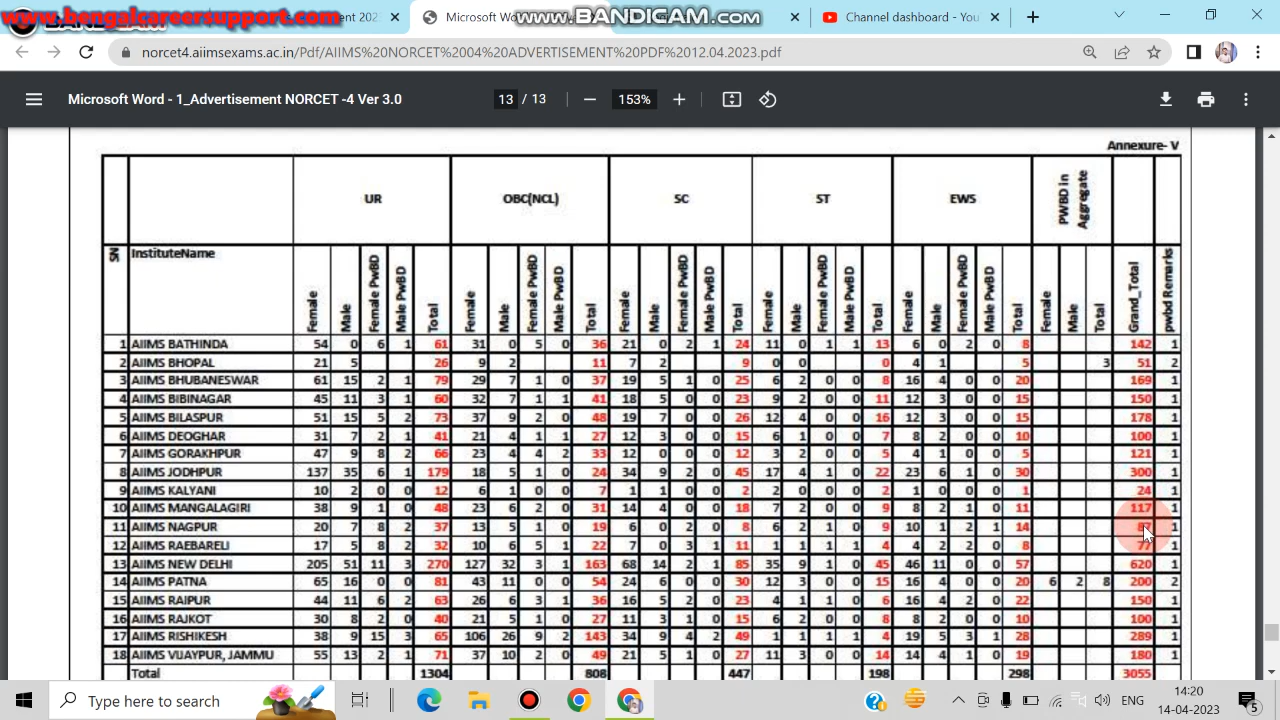 www.bengalcareersupport.com
www.BANDICAM.com
Microsoft Wor
Channel dashboard - You
norcet4.aiimsexams.ac.in/Pdf/AIIMS%20NORCET%2004%20ADVERTISEMENT%20PDF%2012.04.2023.pdf
Microsoft Word - 1_Advertisement NORCET -4 Ver 3.0 13 / 13 153%
Annexure- V
UR OBC(NCL) SC ST EWS PWBD in Aggregate
SN InstituteName Female Male Female PwBD Male PwBD Total Female Male Female PwBD Male PwBD Total Female Male Female PwBD Male PwBD Total Female Male Female PwBD Male PwBD Total Female Male Female PwBD Male PwBD Total Female Male Total Grand_Total pwbd Remarks
1 AIIMS BATHINDA 54 0 6 1 61 31 0 5 0 36 21 0 2 1 24 11 0 1 1 13 6 0 2 0 8 142 1
2 AIIMS BHOPAL 21 5 26 9 2 11 7 2 9 0 0 0 4 1 5 3 51 2
3 AIIMS BHUBANESWAR 61 15 2 1 79 29 7 1 0 37 19 5 1 0 25 6 2 0 0 8 16 4 0 0 20 169 1
4 AIIMS BIBINAGAR 45 11 3 1 60 32 7 1 1 41 18 5 0 0 23 9 2 0 0 11 12 3 0 0 15 150 1
5 AIIMS BILASPUR 51 15 5 2 73 37 9 2 0 48 19 7 0 0 26 12 4 0 0 16 12 3 0 0 15 178 1
6 AIIMS DEOGHAR 31 7 2 1 41 21 4 1 1 27 12 3 0 0 15 6 1 0 0 7 8 2 0 0 10 100 1
7 AIIMS GORAKHPUR 47 9 8 2 66 23 4 4 2 33 12 0 0 0 12 3 2 0 0 5 4 1 0 0 5 121 1
8 AIIMS JODHPUR 137 35 6 1 179 18 5 1 0 24 34 9 2 0 45 17 4 1 0 22 23 6 1 0 30 300 1
9 AIIMS KALYANI 10 2 0 0 12 6 1 0 0 7 1 1 0 0 2 2 0 0 0 2 1 0 0 0 1 24 1
10 AIIMS MANGALAGIRI 38 9 1 0 48 23 6 2 0 31 14 4 0 0 18 7 2 0 0 9 8 2 1 0 11 117 1
11 AIIMS NAGPUR 20 7 8 2 37 13 5 1 0 19 6 0 2 0 8 6 2 1 0 9 10 1 2 1 14 87 1
12 AIIMS RAEBARELI 17 5 8 2 32 10 6 5 1 22 7 0 3 1 11 1 1 1 1 4 4 2 2 0 8 77 1
13 AIIMS NEW DELHI 205 51 11 3 270 127 32 3 1 163 68 14 2 1 85 35 9 1 0 45 46 11 0 0 57 620 1
14 AIIMS PATNA 65 16 0 0 81 43 11 0 0 54 24 6 0 0 30 12 3 0 0 15 16 4 0 0 20 6 2 8 200 2
15 AIIMS RAIPUR 44 11 6 2 63 26 6 3 1 36 16 5 2 0 23 4 1 1 0 6 16 4 2 0 22 150 1
16 AIIMS RAJKOT 30 8 2 0 40 21 5 1 0 27 11 3 1 0 15 6 2 0 0 8 8 2 0 0 10 100 1
17 AIIMS RISHIKESH 38 9 15 3 65 106 26 9 2 143 34 9 4 2 49 1 1 1 1 4 19 5 3 1 28 289 1
18 AIIMS VIJAYPUR, JAMMU 55 13 2 1 71 37 10 2 0 49 21 5 1 0 27 11 3 0 0 14 14 4 1 0 19 180 1
Total 1304 808 447 198 298 3055
Type here to search ENG 14:20
14-04-2023 5